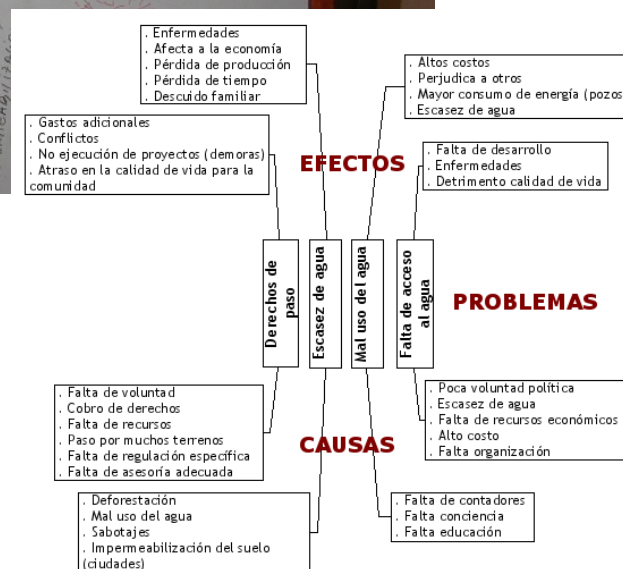 . Enfermedades
. Afecta a la economía
. Pérdida de producción
. Pérdida de tiempo
. Descuido familiar
. Altos costos
. Perjudica a otros
. Mayor consumo de energía (pozos
. Escasez de agua
. Gastos adicionales
. Conflictos
. No ejecución de proyectos (demoras)
. Atraso en la calidad de vida para la
comunidad
EFECTOS
. Falta de desarrollo
. Enfermedades
. Detrimento calidad de vida
Derechos de
paso
Escasez de agua
Mal uso del agua
Falta de acceso
al agua
PROBLEMAS
. Falta de voluntad
. Cobro de derechos
. Falta de recursos
. Paso por muchos terrenos
. Falta de regulación específica
. Falta de asesoría adecuada
CAUSAS
. Poca voluntad política
. Escasez de agua
. Falta de recursos económicos
. Alto costo
. Falta organización
. Deforestación
. Mal uso del agua
. Sabotajes
. Impermeabilización del suelo
(ciudades)
. Falta de contadores
. Falta conciencia
. Falta educación